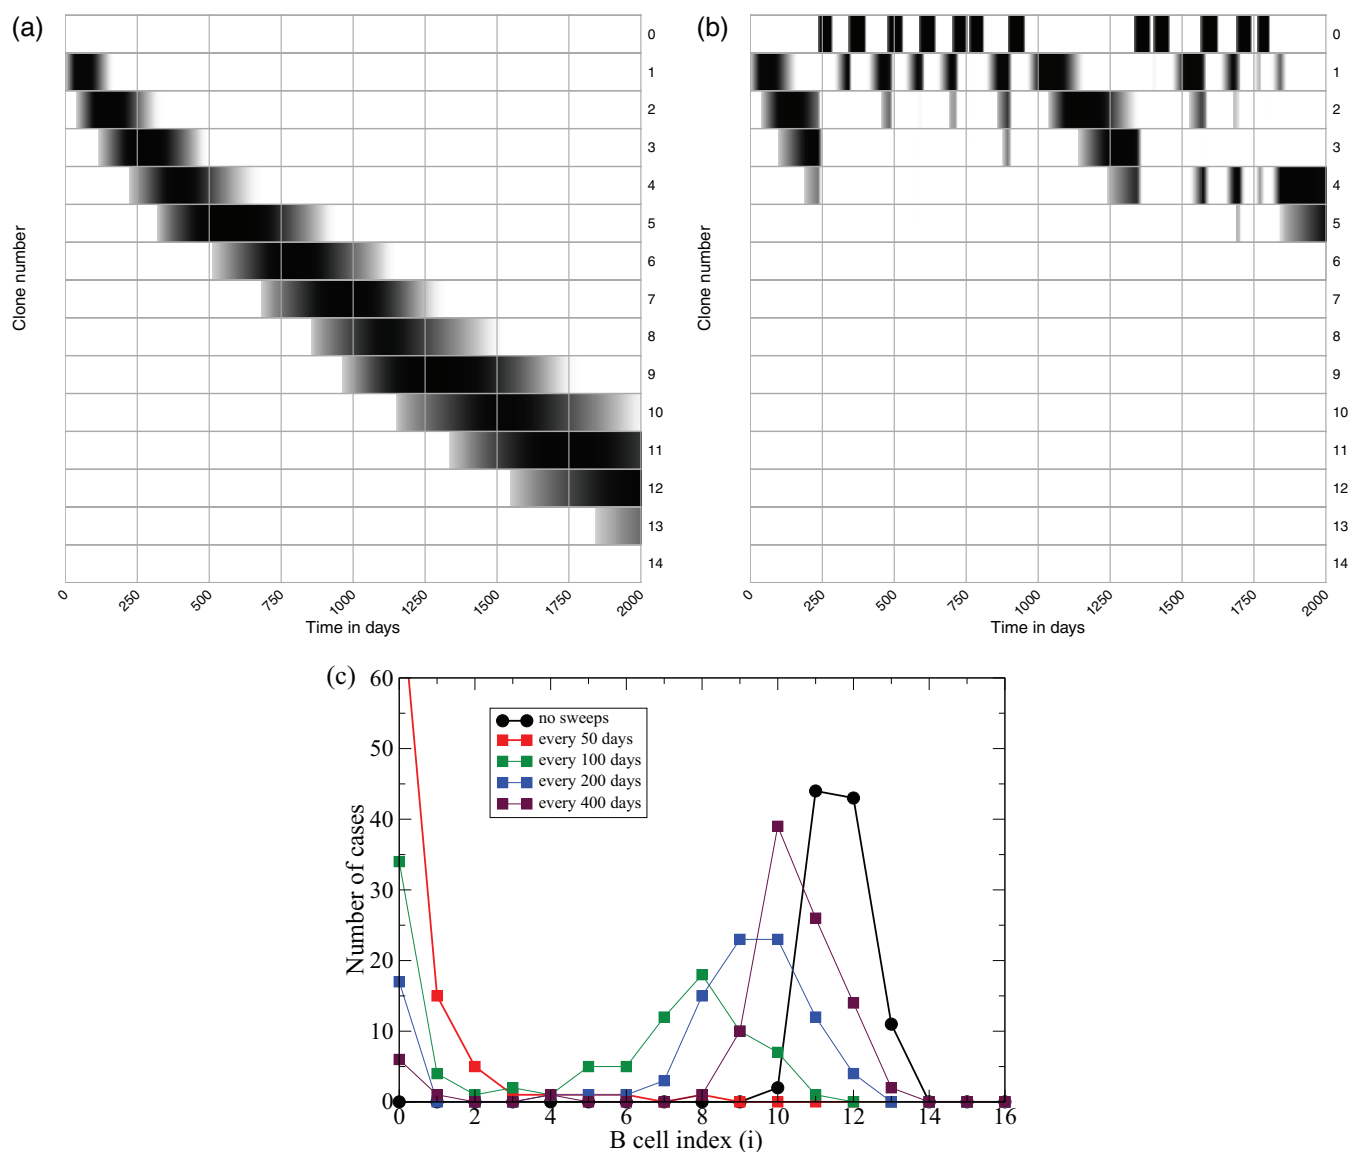 (a)
0
1
2
3
4
5
6
7
8
9
10
11
12
13
14
Clone number
0 250 500 750 1000 1250 1500 1750 2000
Time in days
(b)
0
1
2
3
4
5
6
7
8
9
10
11
12
13
14
Clone number
0 250 500 750 1000 1250 1500 1750 2000
Time in days
(c)
60
50
40
30
20
10
0
Number of cases
no sweeps
every 50 days
every 100 days
every 200 days
every 400 days
0 2 4 6 8 10 12 14 16
B cell index (i)